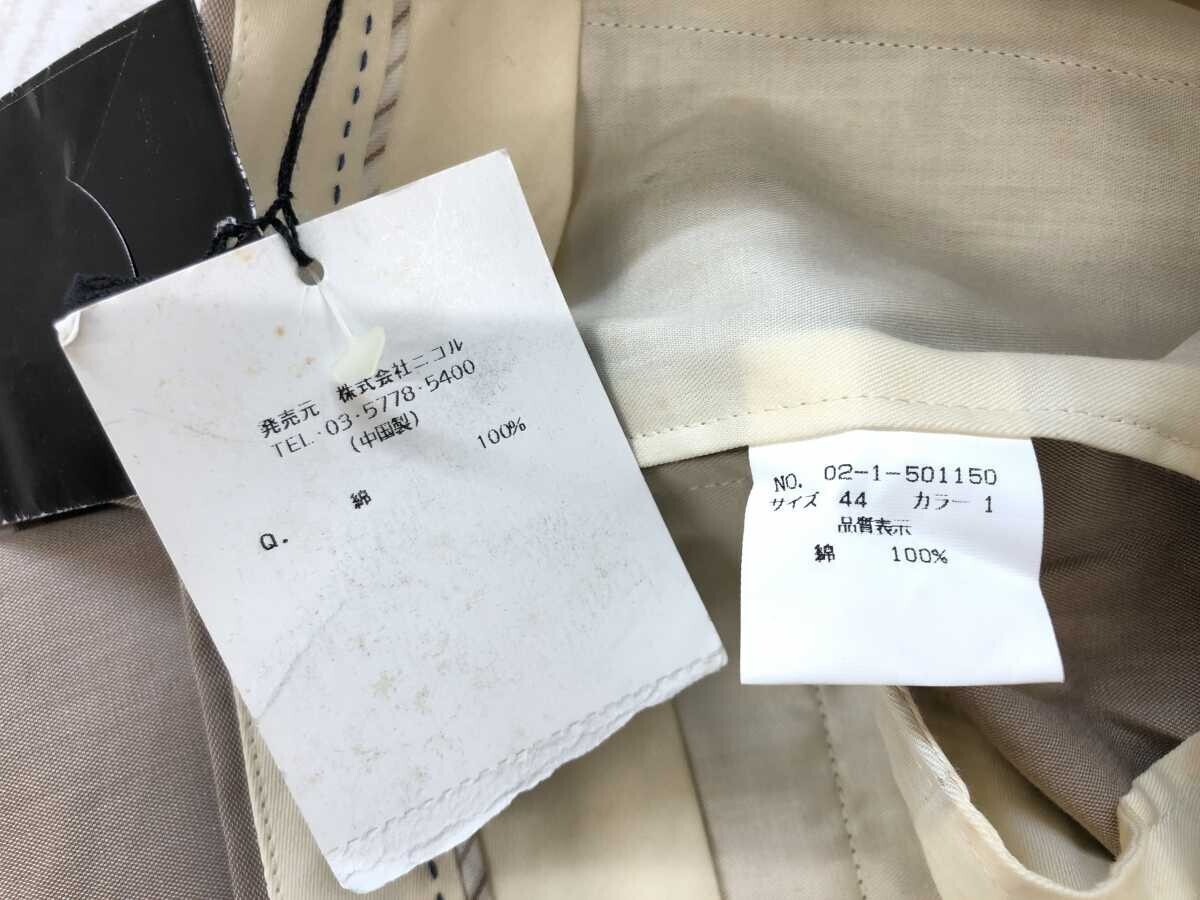 発売元 株式会社ニコル
TEL・03・5778・5400
(中国製)
100%
綿
Q.
NO. 02-1-501150
サイズ 44 カラー 1
品質表示
綿 100%